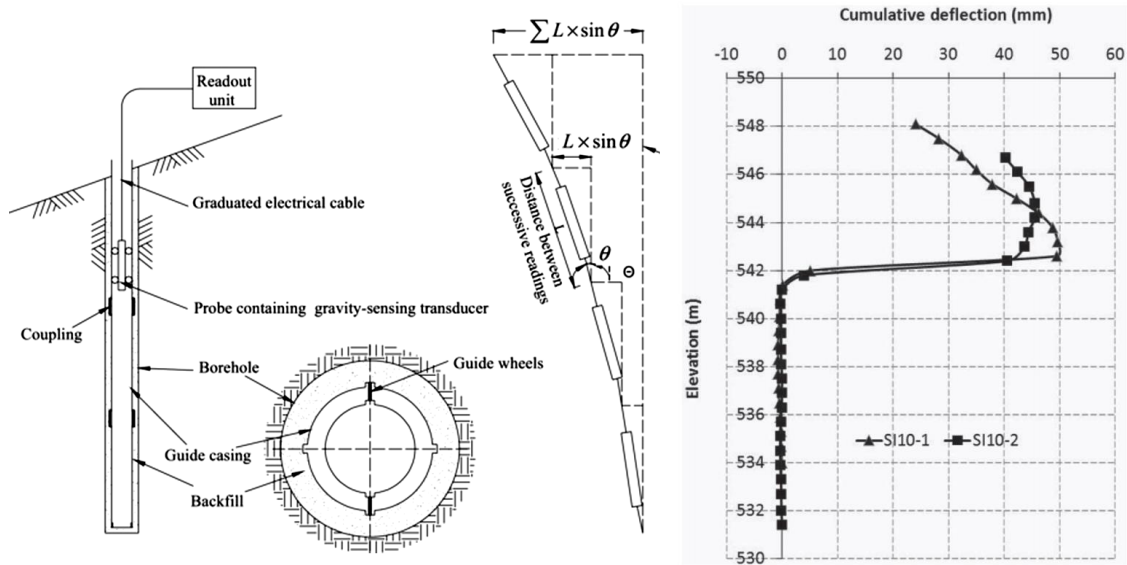 Readout
unit
Graduated electrical cable
Probe containing gravity-sensing transducer
Coupling
Borehole
Guide wheels
Guide casing
Backfill
∑ L × sin θ
L × sin θ
Distance between
successive readings
L
θ
Θ
Cumulative deflection (mm)
-10 0 10 20 30 40 50 60
Elevation (m)
550
548
546
544
542
540
538
536
534
532
530
SI10-1 SI10-2